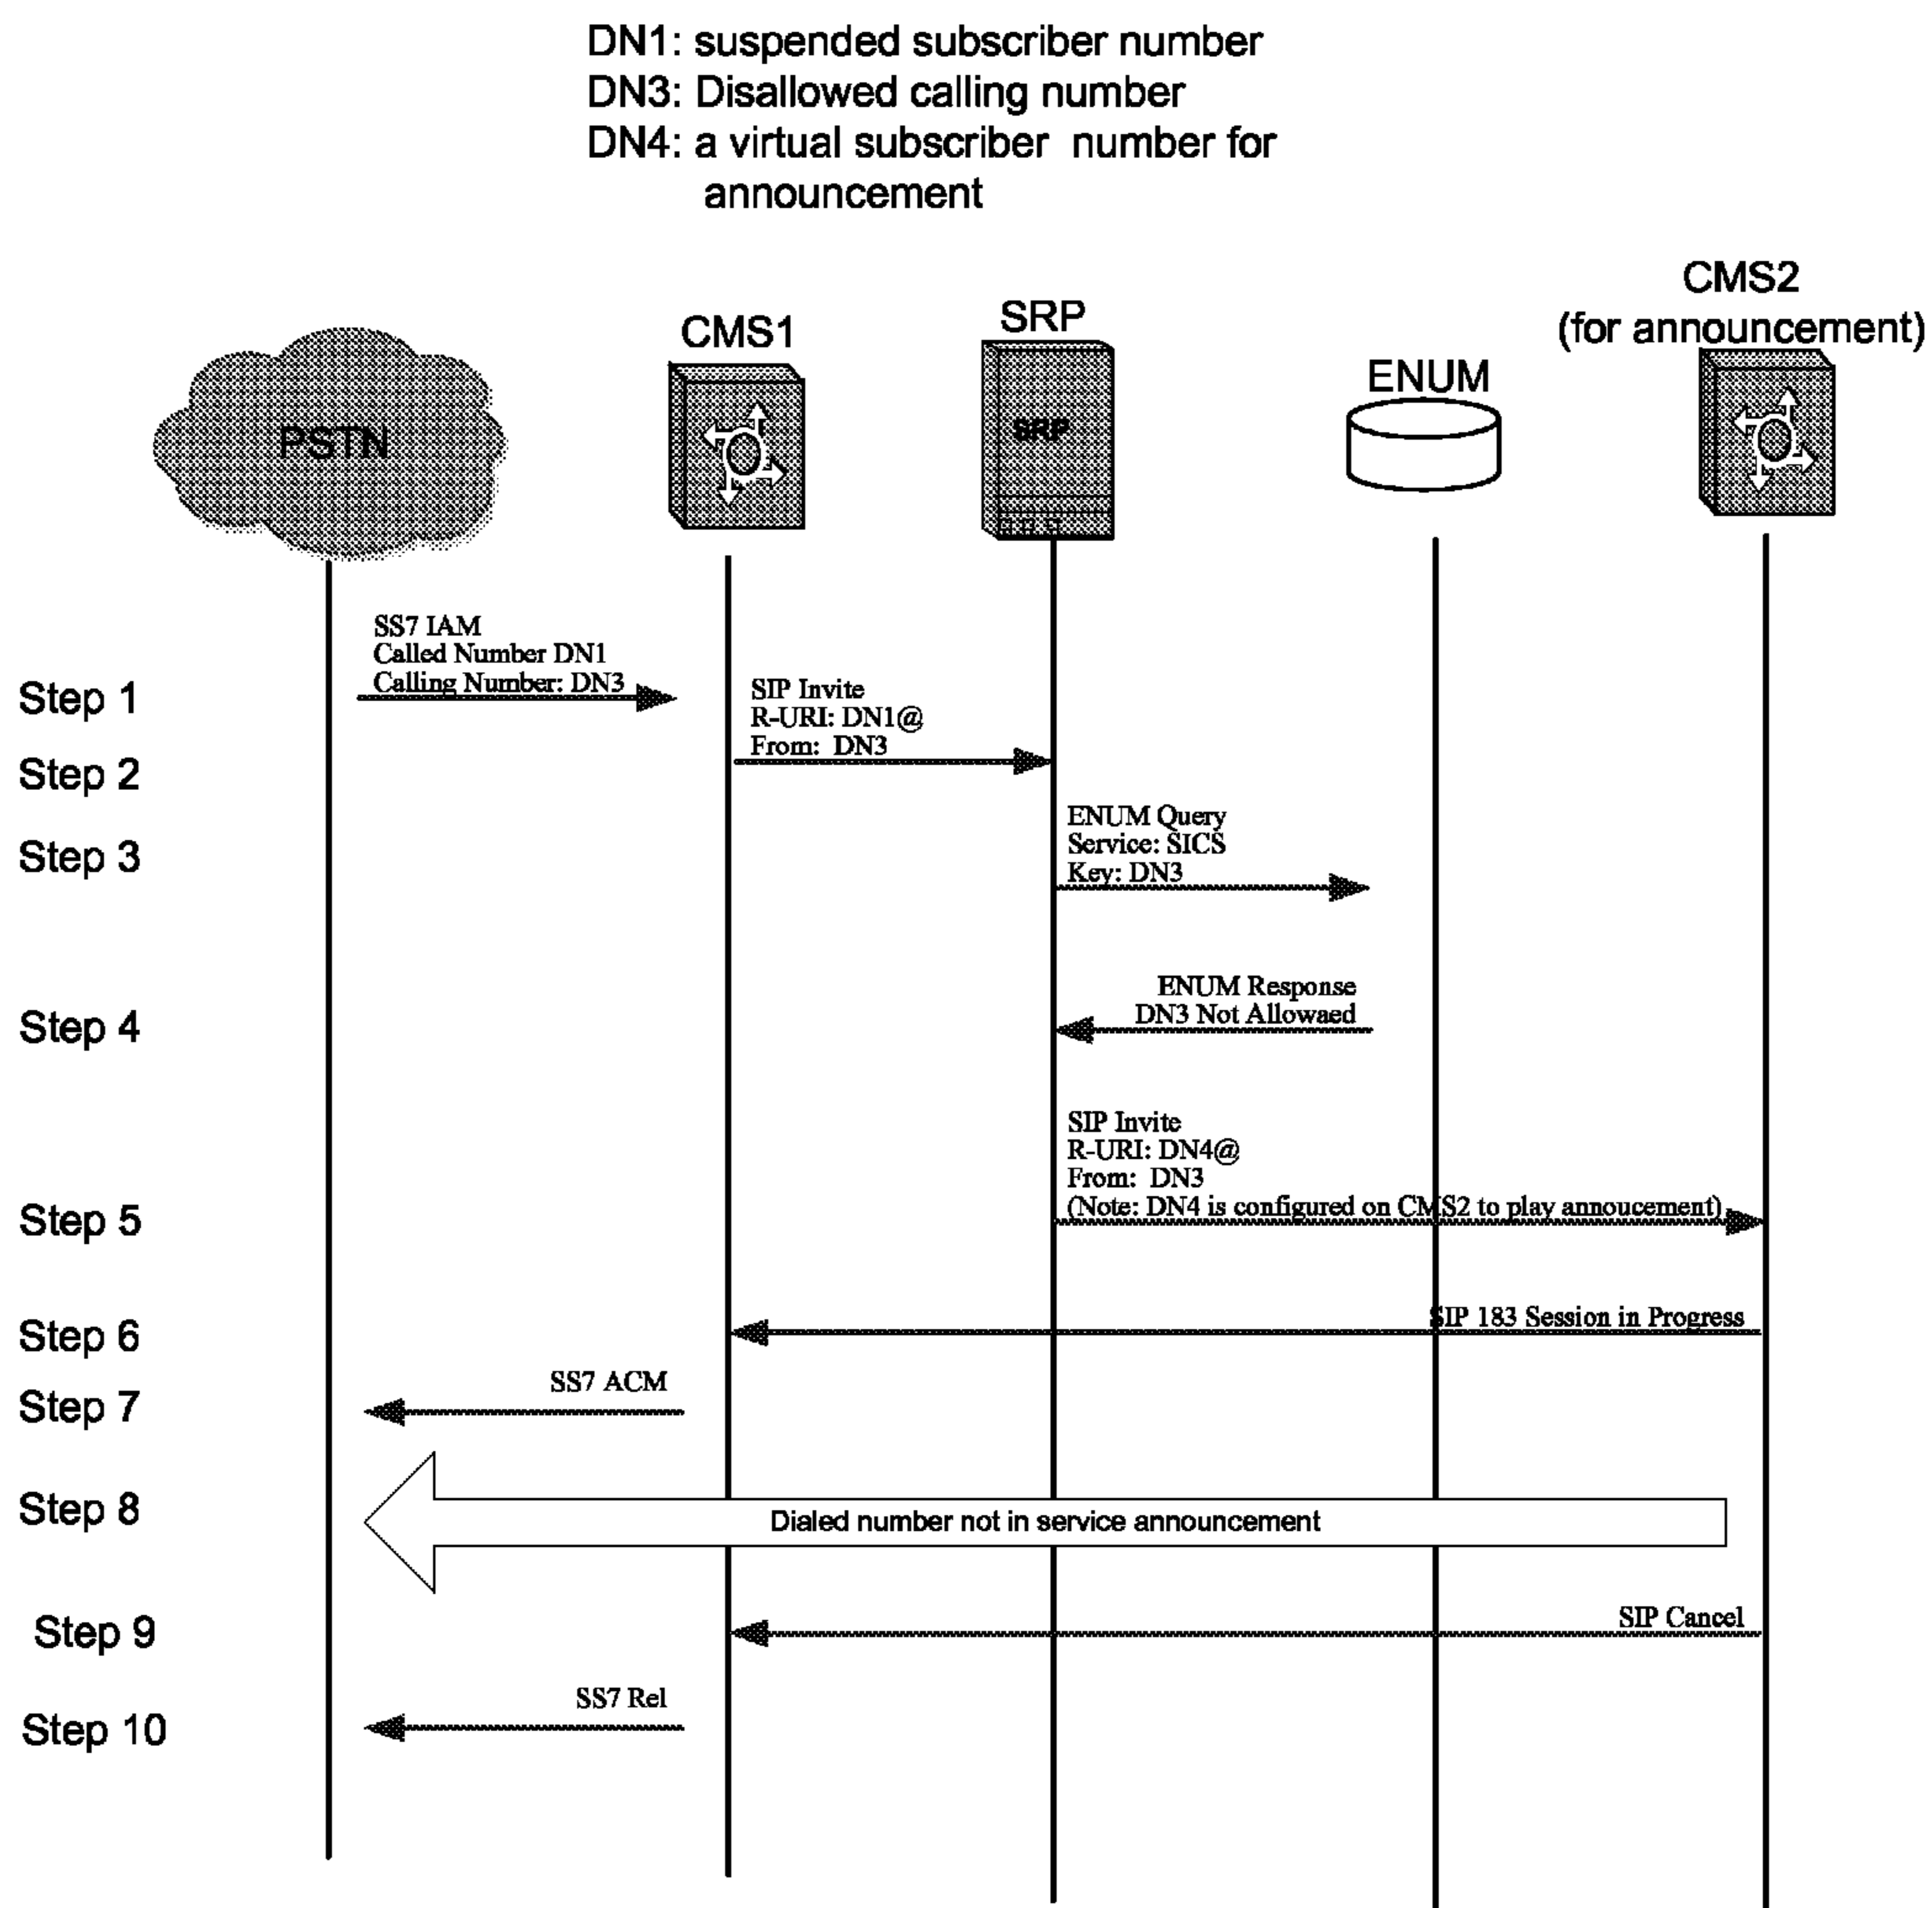 DN1: suspended subscriber number
DN3: Disallowed calling number
DN4: a virtual subscriber number for
announcement
CMS2
(for announcement)
SRP
CMS1
ENUM
PSTN
SRP
SS7 IAM
Called Number DN1
Calling Number: DN3
Step 1
SIP Invite
R-URI: DN1@
From: DN3
Step 2
ENUM Query
Service: SICS
Key: DN3
Step 3
ENUM Response
DN3 Not Allowaed
Step 4
SIP Invite
R-URI: DN4@
From: DN3
(Note: DN4 is configured on CMS2 to play annoucement)
Step 5
SIP 183 Session in Progress
Step 6
SS7 ACM
Step 7
Step 8
Dialed number not in service announcement
SIP Cancel
Step 9
SS7 Rel
Step 10